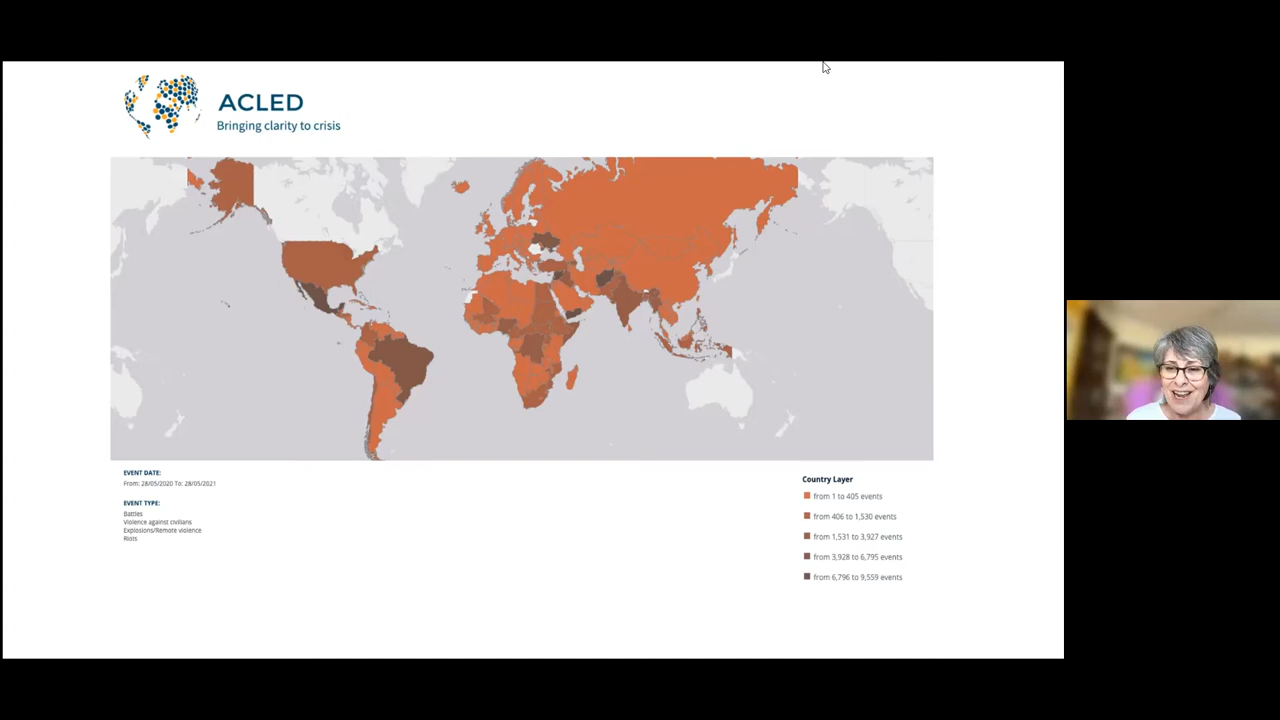 ACLED
Bringing clarity to crisis
EVENT DATE:
From: 28/05/2020 To: 28/05/2021
EVENT TYPE:
Battles
Violence against civilians
Explosions/Remote violence
Riots
Country Layer
from 1 to 405 events
from 406 to 1,530 events
from 1,531 to 3,927 events
from 3,928 to 6,795 events
from 6,796 to 9,559 events